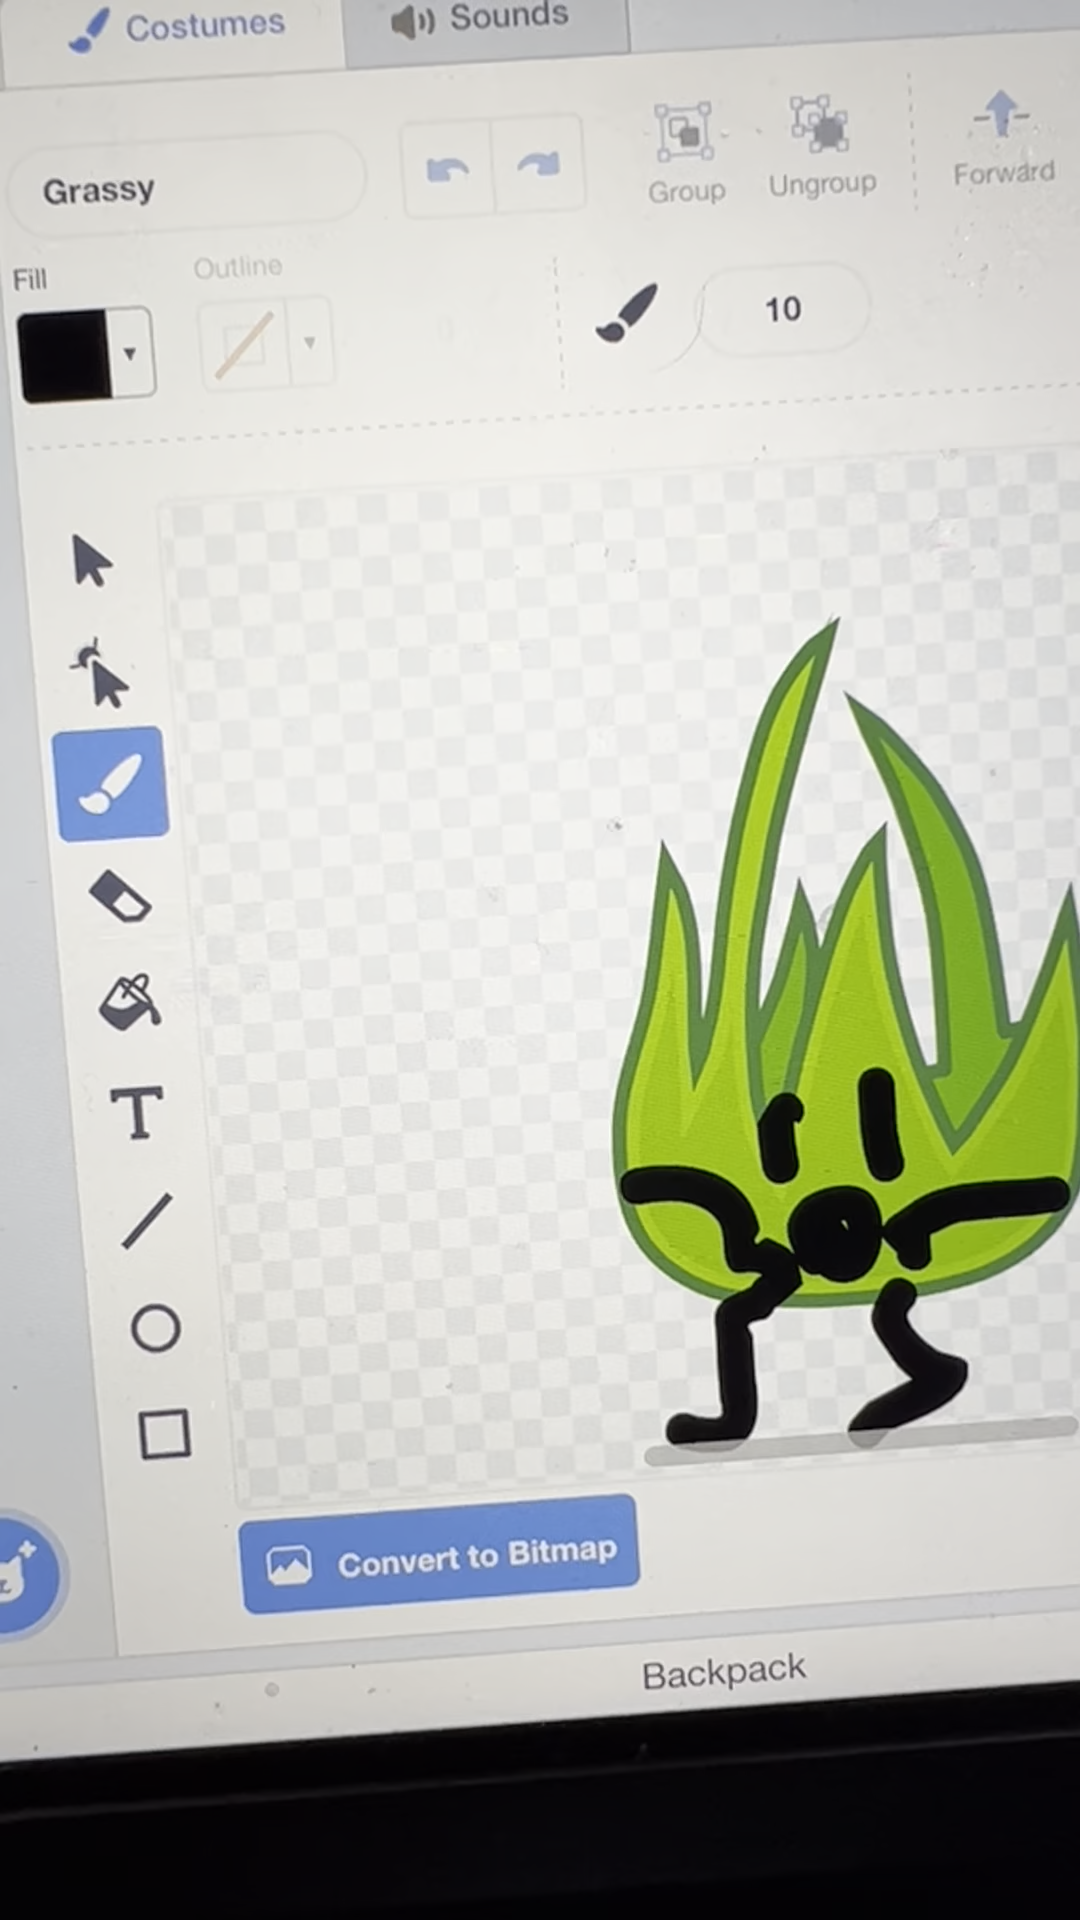 Costumes
Sounds
Grassy
Group
Ungroup
Forward
Fill
Outline
10
T
Convert to Bitmap
Backpack